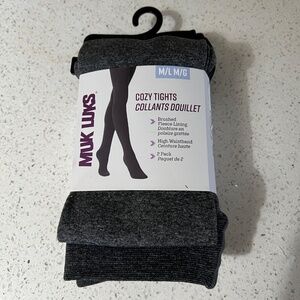 M/L M/G
COZY TIGHTS
COLLANTS DOUILLET
Brushed
Fleece Lining
Doublure en
polaire grattée
High Waistband
Ceinture haute
2 Pack
Paquet de 2
MUK LUKS